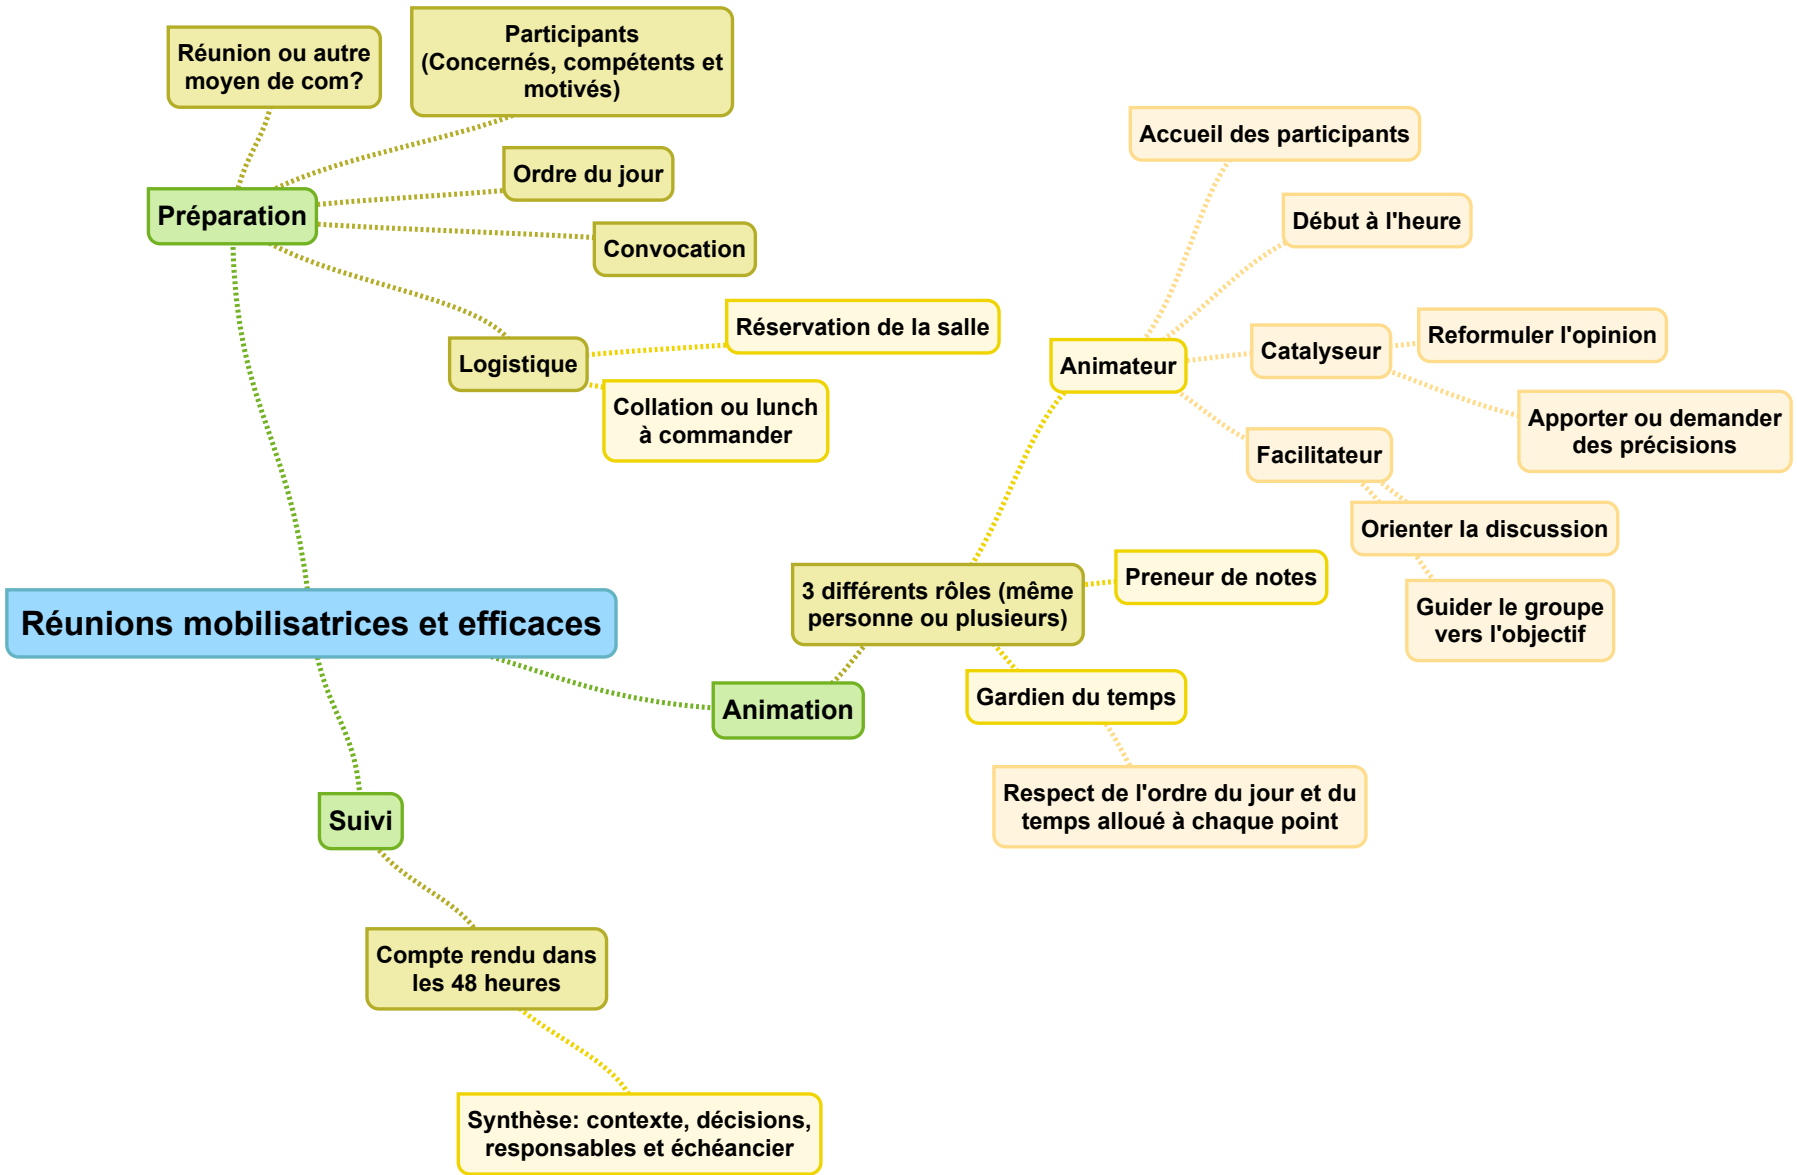 Réunion ou autre
moyen de com?
Participants
(Concernés, compétents et
motivés)
Ordre du jour
Préparation
Convocation
Logistique
Réservation de la salle
Collation ou lunch
à commander
Accueil des participants
Début à l'heure
Animateur
Catalyseur
Reformuler l'opinion
Apporter ou demander
des précisions
Facilitateur
Orienter la discussion
Guider le groupe
vers l'objectif
3 différents rôles (même
personne ou plusieurs)
Preneur de notes
Réunions mobilisatrices et efficaces
Gardien du temps
Animation
Respect de l'ordre du jour et du
temps alloué à chaque point
Suivi
Compte rendu dans
les 48 heures
Synthèse: contexte, décisions,
responsables et échéancier